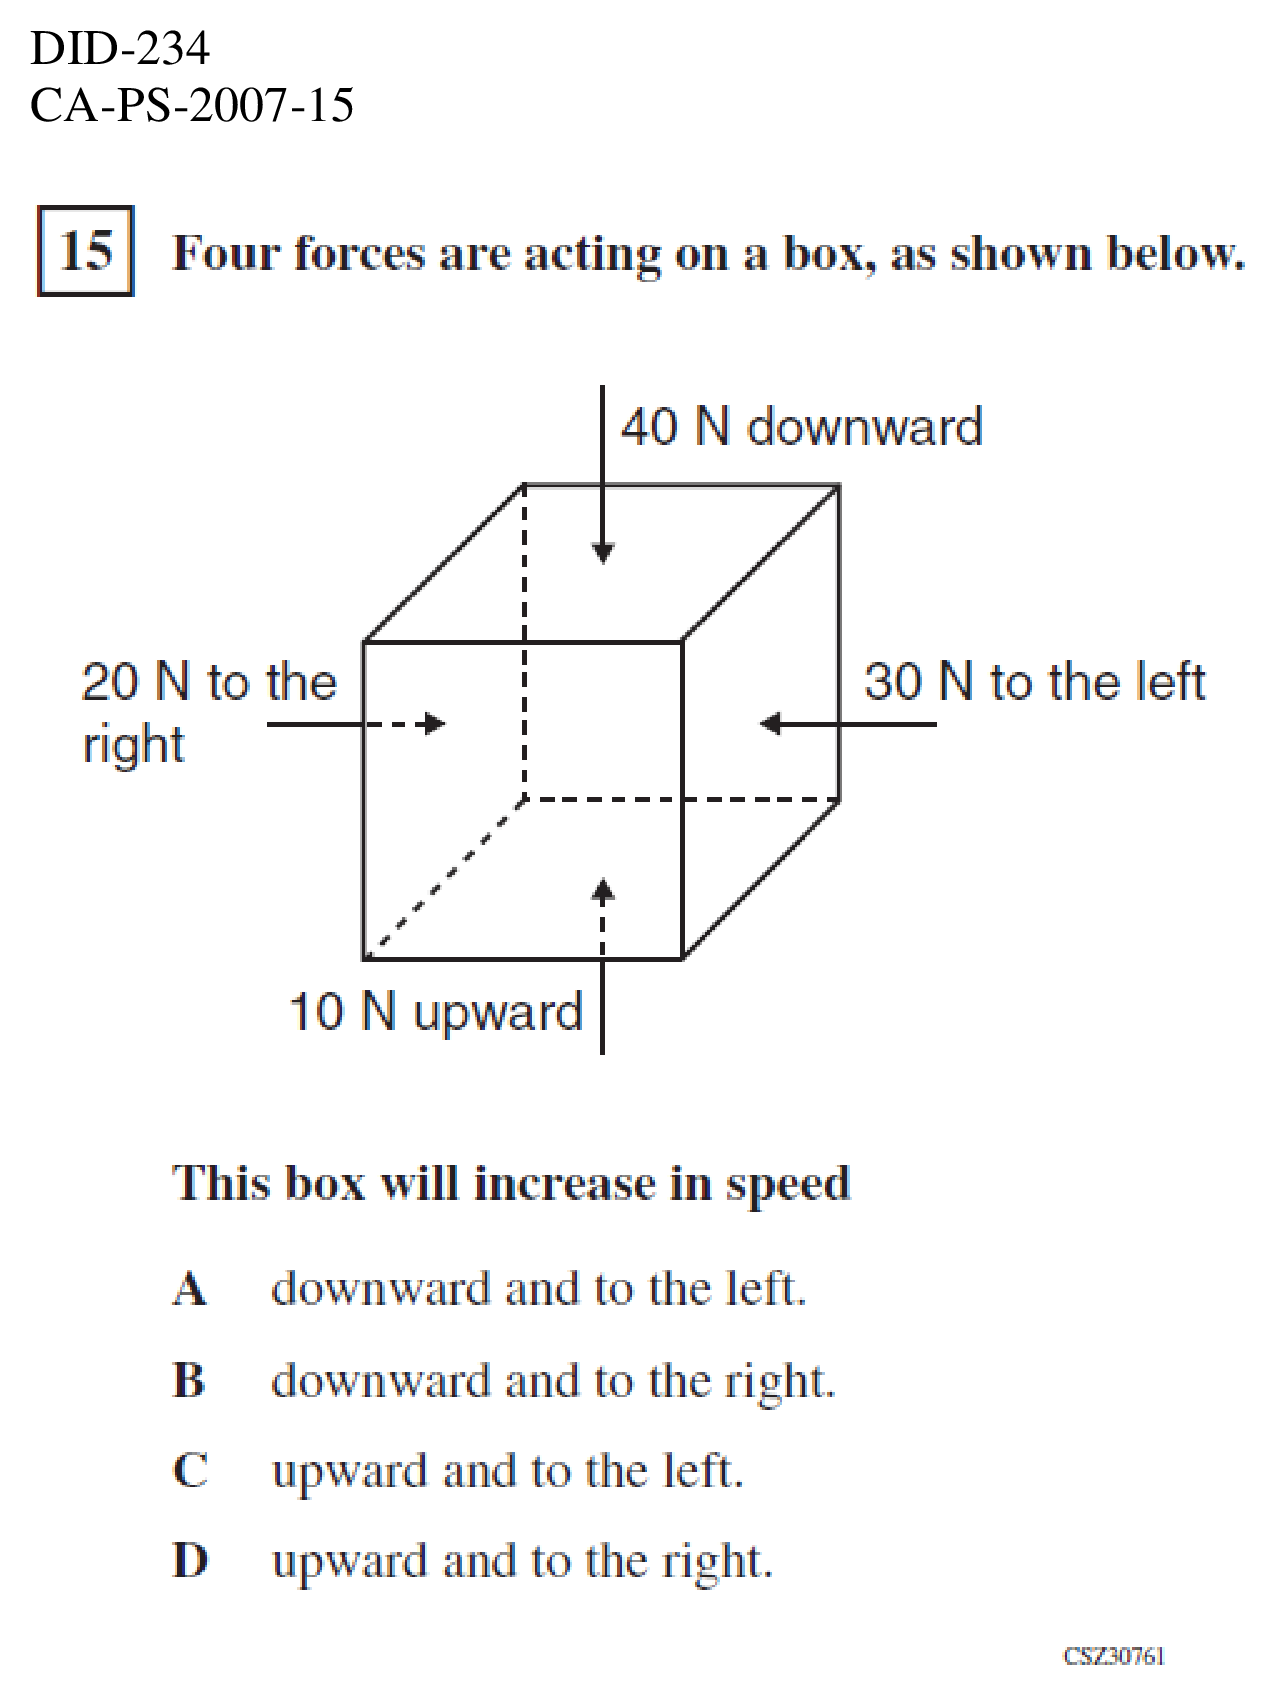 DID-234
CA-PS-2007-15
15 Four forces are acting on a box, as shown below.
40 N downward
20 N to the
right
30 N to the left
10 N upward
This box will increase in speed
A downward and to the left.
B downward and to the right.
C upward and to the left.
D upward and to the right.
CSZ30761